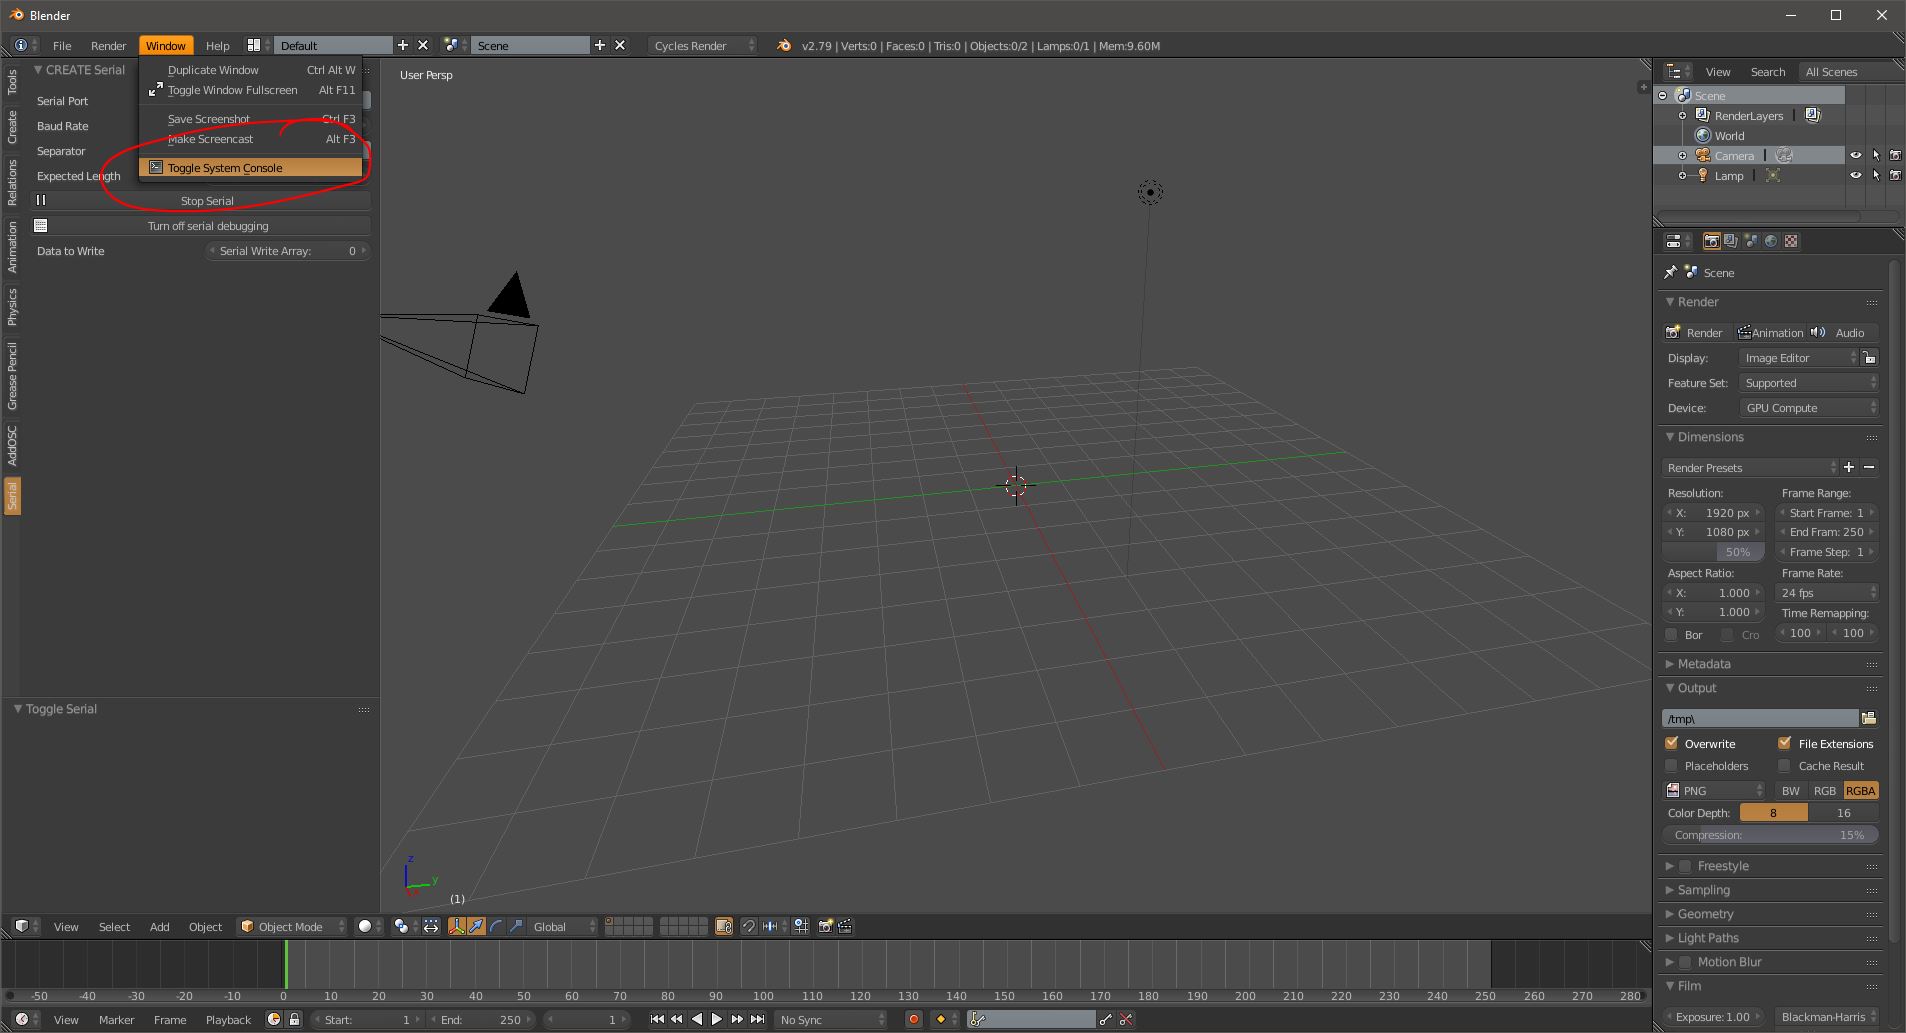 Blender
File Render Window Help Default Scene Cycles Render v2.79 | Verts:0 | Faces:0 | Tris:0 | Objects:0/2 | Lamps:0/1 | Mem:9.60M
Tools
Create
Relations
Animation
Physics
Grease Pencil
AddOSC
Serial
CREATE Serial
Serial Port
Baud Rate
Separator
Expected Length
Stop Serial
Turn off serial debugging
Data to Write Serial Write Array: 0
Duplicate Window Ctrl Alt W
Toggle Window Fullscreen Alt F11
Save Screenshot Ctrl F3
Make Screencast Alt F3
Toggle System Console
Toggle Serial
User Persp
z
y
(1)
View Select Add Object Object Mode Global
-50 -40 -30 -20 -10 0 10 20 30 40 50 60 70 80 90 100 110 120 130 140 150 160 170 180 190 200 210 220 230 240 250 260 270 280
View Marker Frame Playback Start: 1 End: 250 1 No Sync
View Search All Scenes
Scene
RenderLayers |
World
Camera |
Lamp |
Scene
Render
Render Animation Audio
Display: Image Editor
Feature Set: Supported
Device: GPU Compute
Dimensions
Render Presets
Resolution: Frame Range:
X: 1920 px Start Frame: 1
Y: 1080 px End Fram: 250
50% Frame Step: 1
Aspect Ratio: Frame Rate:
X: 1.000 24 fps
Y: 1.000 Time Remapping:
Bor Cro 100 100
Metadata
Output
/tmp\
Overwrite File Extensions
Placeholders Cache Result
PNG BW RGB RGBA
Color Depth: 8 16
Compression: 15%
Freestyle
Sampling
Geometry
Light Paths
Motion Blur
Film
Exposure: 1.00 Blackman-Harris